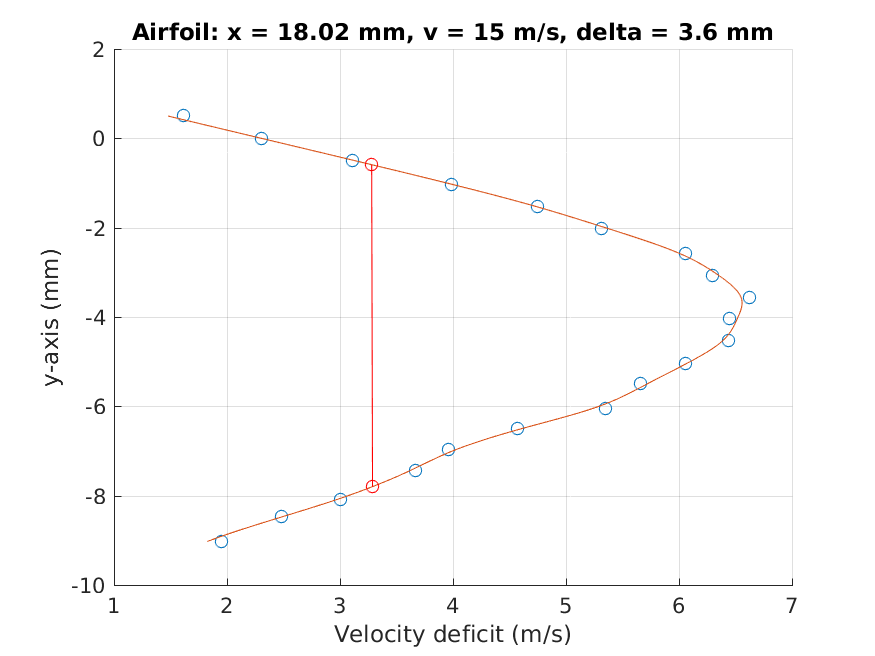 Airfoil: x = 18.02 mm, v = 15 m/s, delta = 3.6 mm
2
0
-2
-4
-6
-8
-10
y-axis (mm)
1 2 3 4 5 6 7
Velocity deficit (m/s)